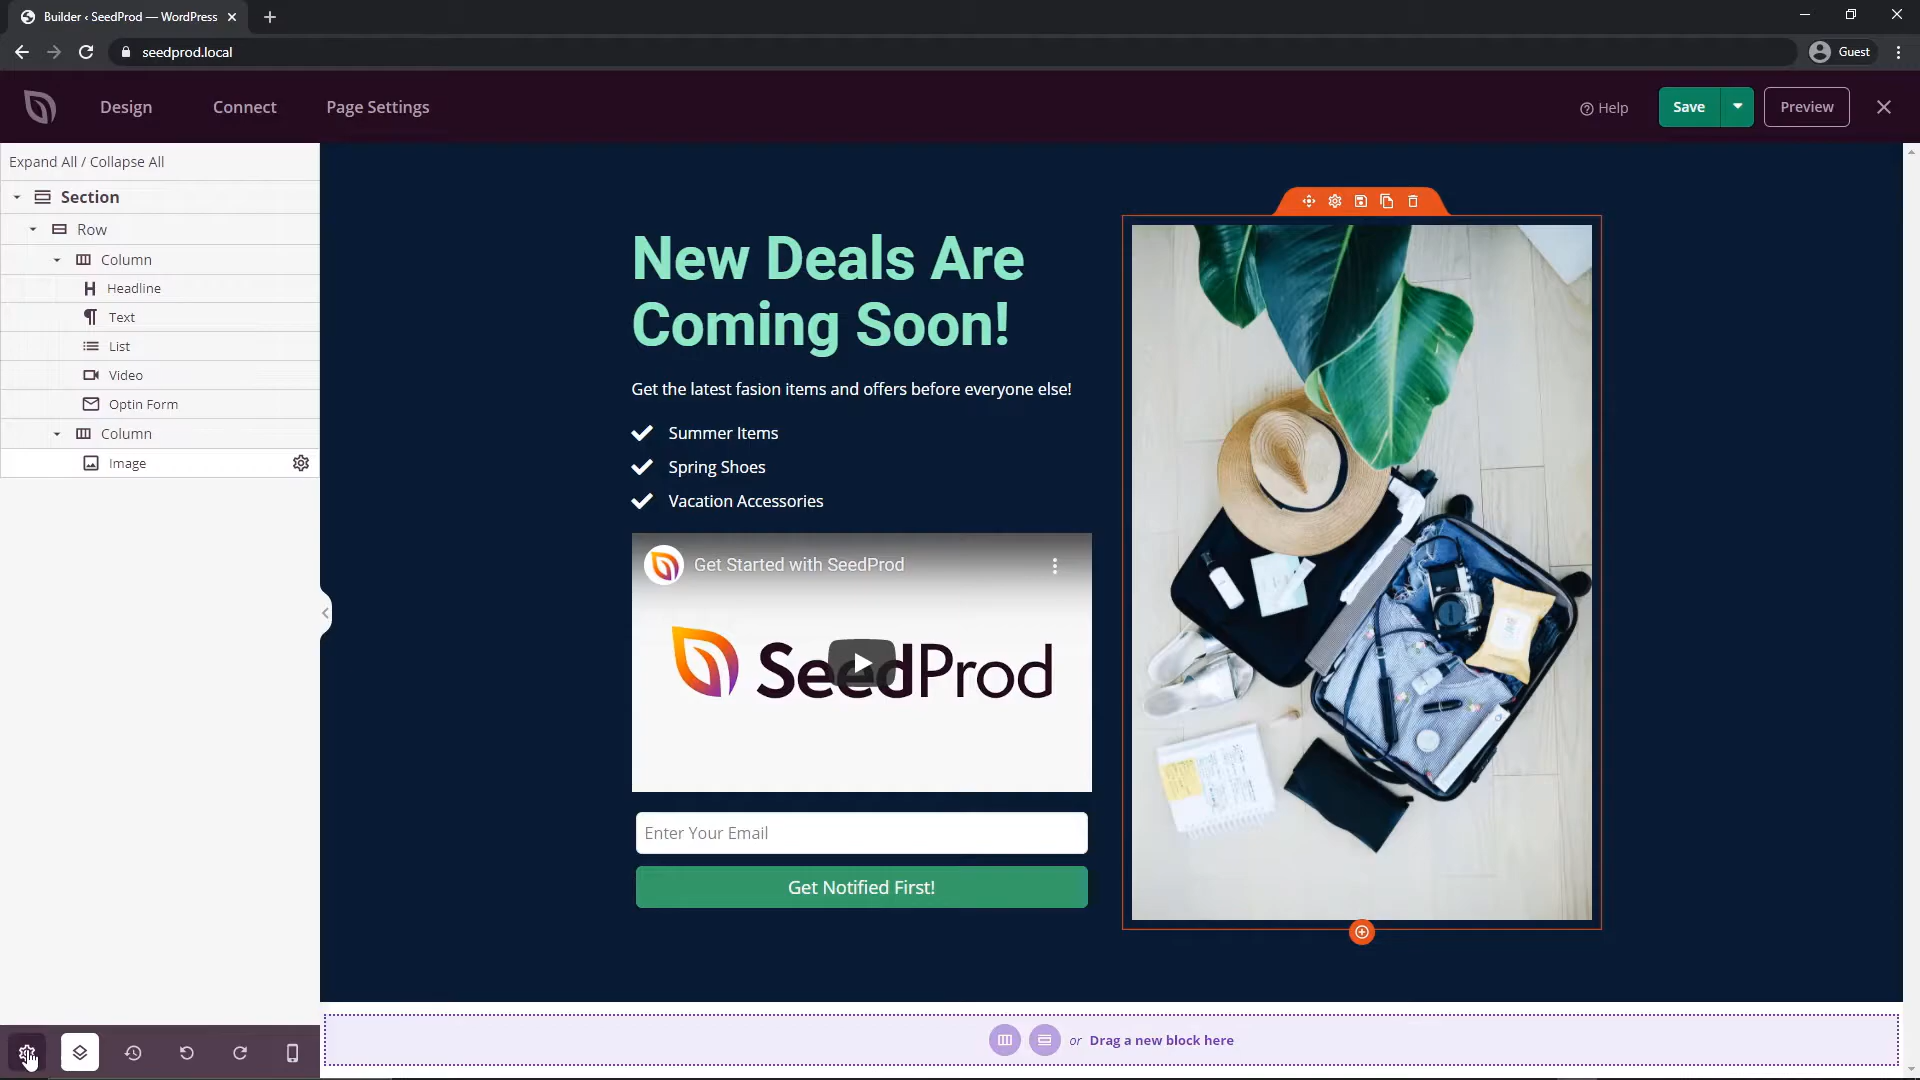 Builder ‹ SeedProd — WordPress
seedprod.local
Guest
Design
Connect
Page Settings
Help
Save
Preview
Expand All / Collapse All
Section
Row
Column
Headline
Text
List
Video
Optin Form
Column
Image
New Deals Are
Coming Soon!
Get the latest fasion items and offers before everyone else!
Summer Items
Spring Shoes
Vacation Accessories
Get Started with SeedProd
SeedProd
Enter Your Email
Get Notified First!
or Drag a new block here